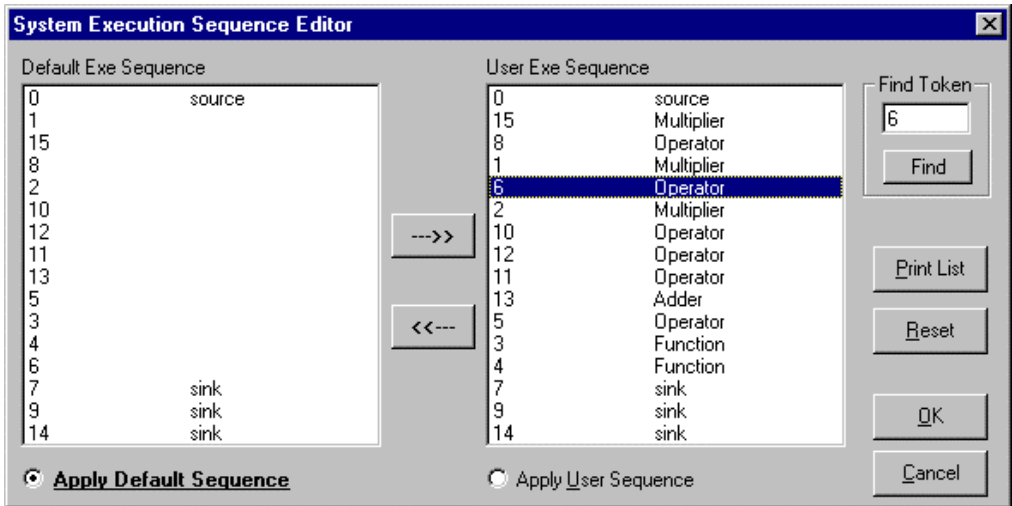 System Execution Sequence Editor
Default Exe Sequence
0 source
1
15
8
2
10
12
11
13
5
3
4
6
7 sink
9 sink
14 sink
--->>
<<---
User Exe Sequence
0 source
15 Multiplier
8 Operator
1 Multiplier
6 Operator
2 Multiplier
10 Operator
12 Operator
11 Operator
13 Adder
5 Operator
3 Function
4 Function
7 sink
9 sink
14 sink
Find Token
6
Find
Print List
Reset
OK
Cancel
Apply Default Sequence
Apply User Sequence